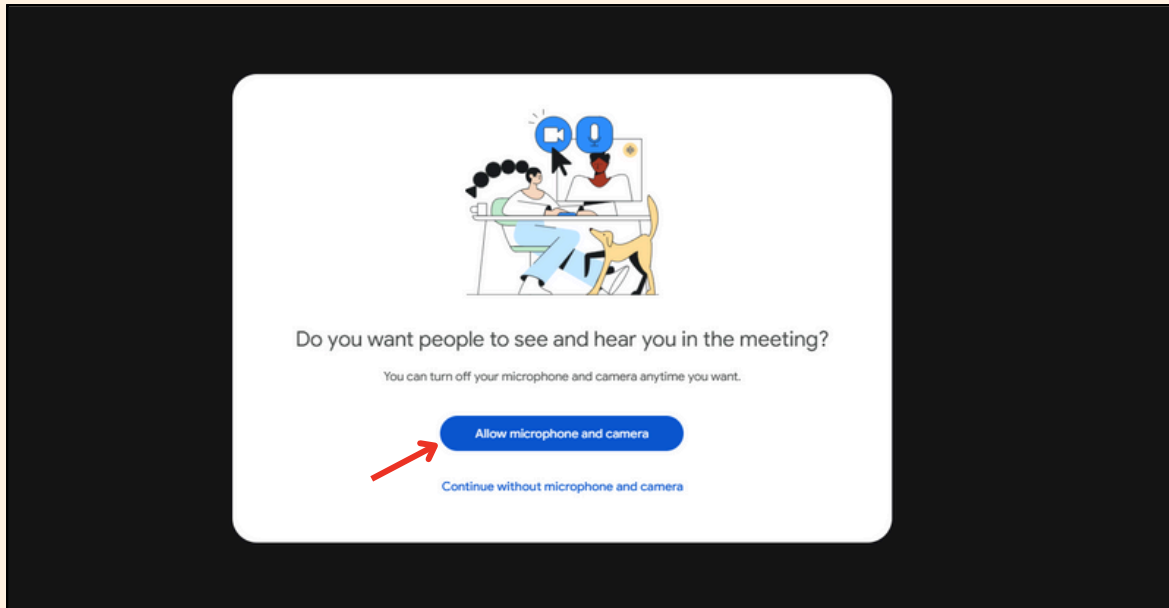 Do you want people to see and hear you in the meeting?
You can turn off your microphone and camera anytime you want.
Allow microphone and camera
Continue without microphone and camera